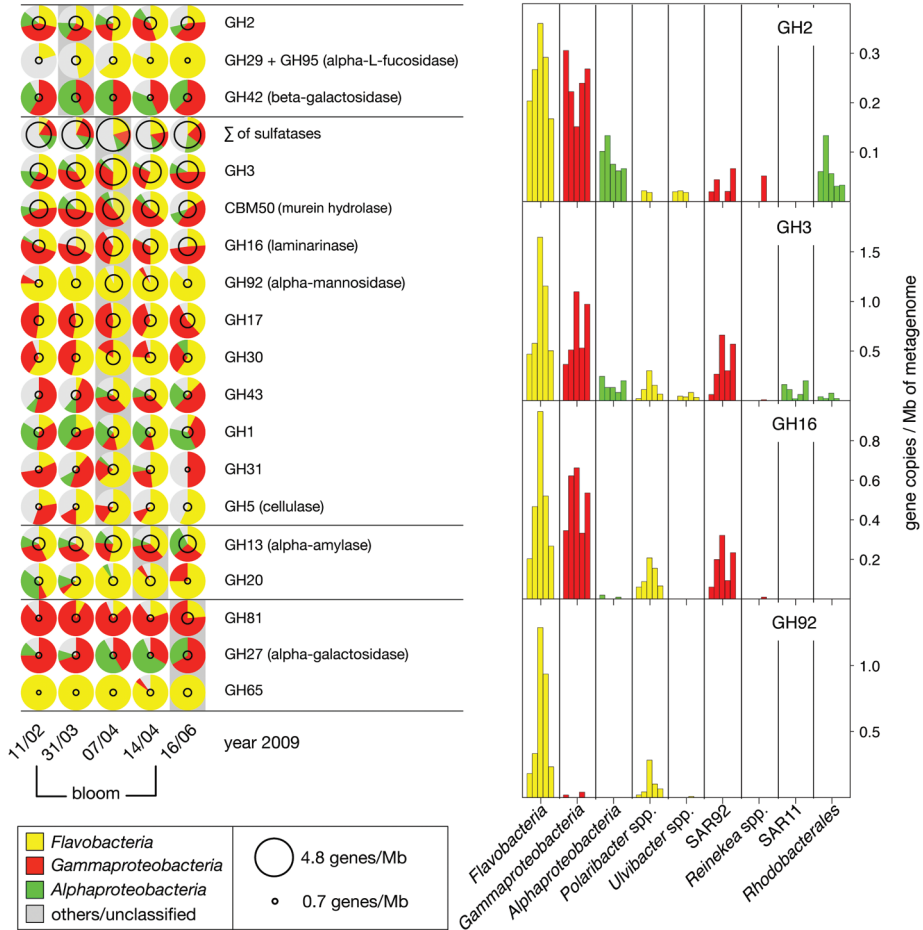 GH2
GH29 + GH95 (alpha-L-fucosidase)
GH42 (beta-galactosidase)
∑ of sulfatases
GH3
CBM50 (murein hydrolase)
GH16 (laminarinase)
GH92 (alpha-mannosidase)
GH17
GH30
GH43
GH1
GH31
GH5 (cellulase)
GH13 (alpha-amylase)
GH20
GH81
GH27 (alpha-galactosidase)
GH65
11/02
31/03
07/04
14/04
16/06
year 2009
bloom
Flavobacteria
Gammaproteobacteria
Alphaproteobacteria
others/unclassified
4.8 genes/Mb
0.7 genes/Mb
GH2
0.3
0.2
0.1
GH3
1.5
1.0
0.5
GH16
0.8
0.6
0.4
0.2
GH92
1.0
0.5
gene copies / Mb of metagenome
Flavobacteria
Gammaproteobacteria
Alphaproteobacteria
Polaribacter spp.
Ulvibacter spp.
SAR92
Reinekea spp.
SAR11
Rhodobacterales